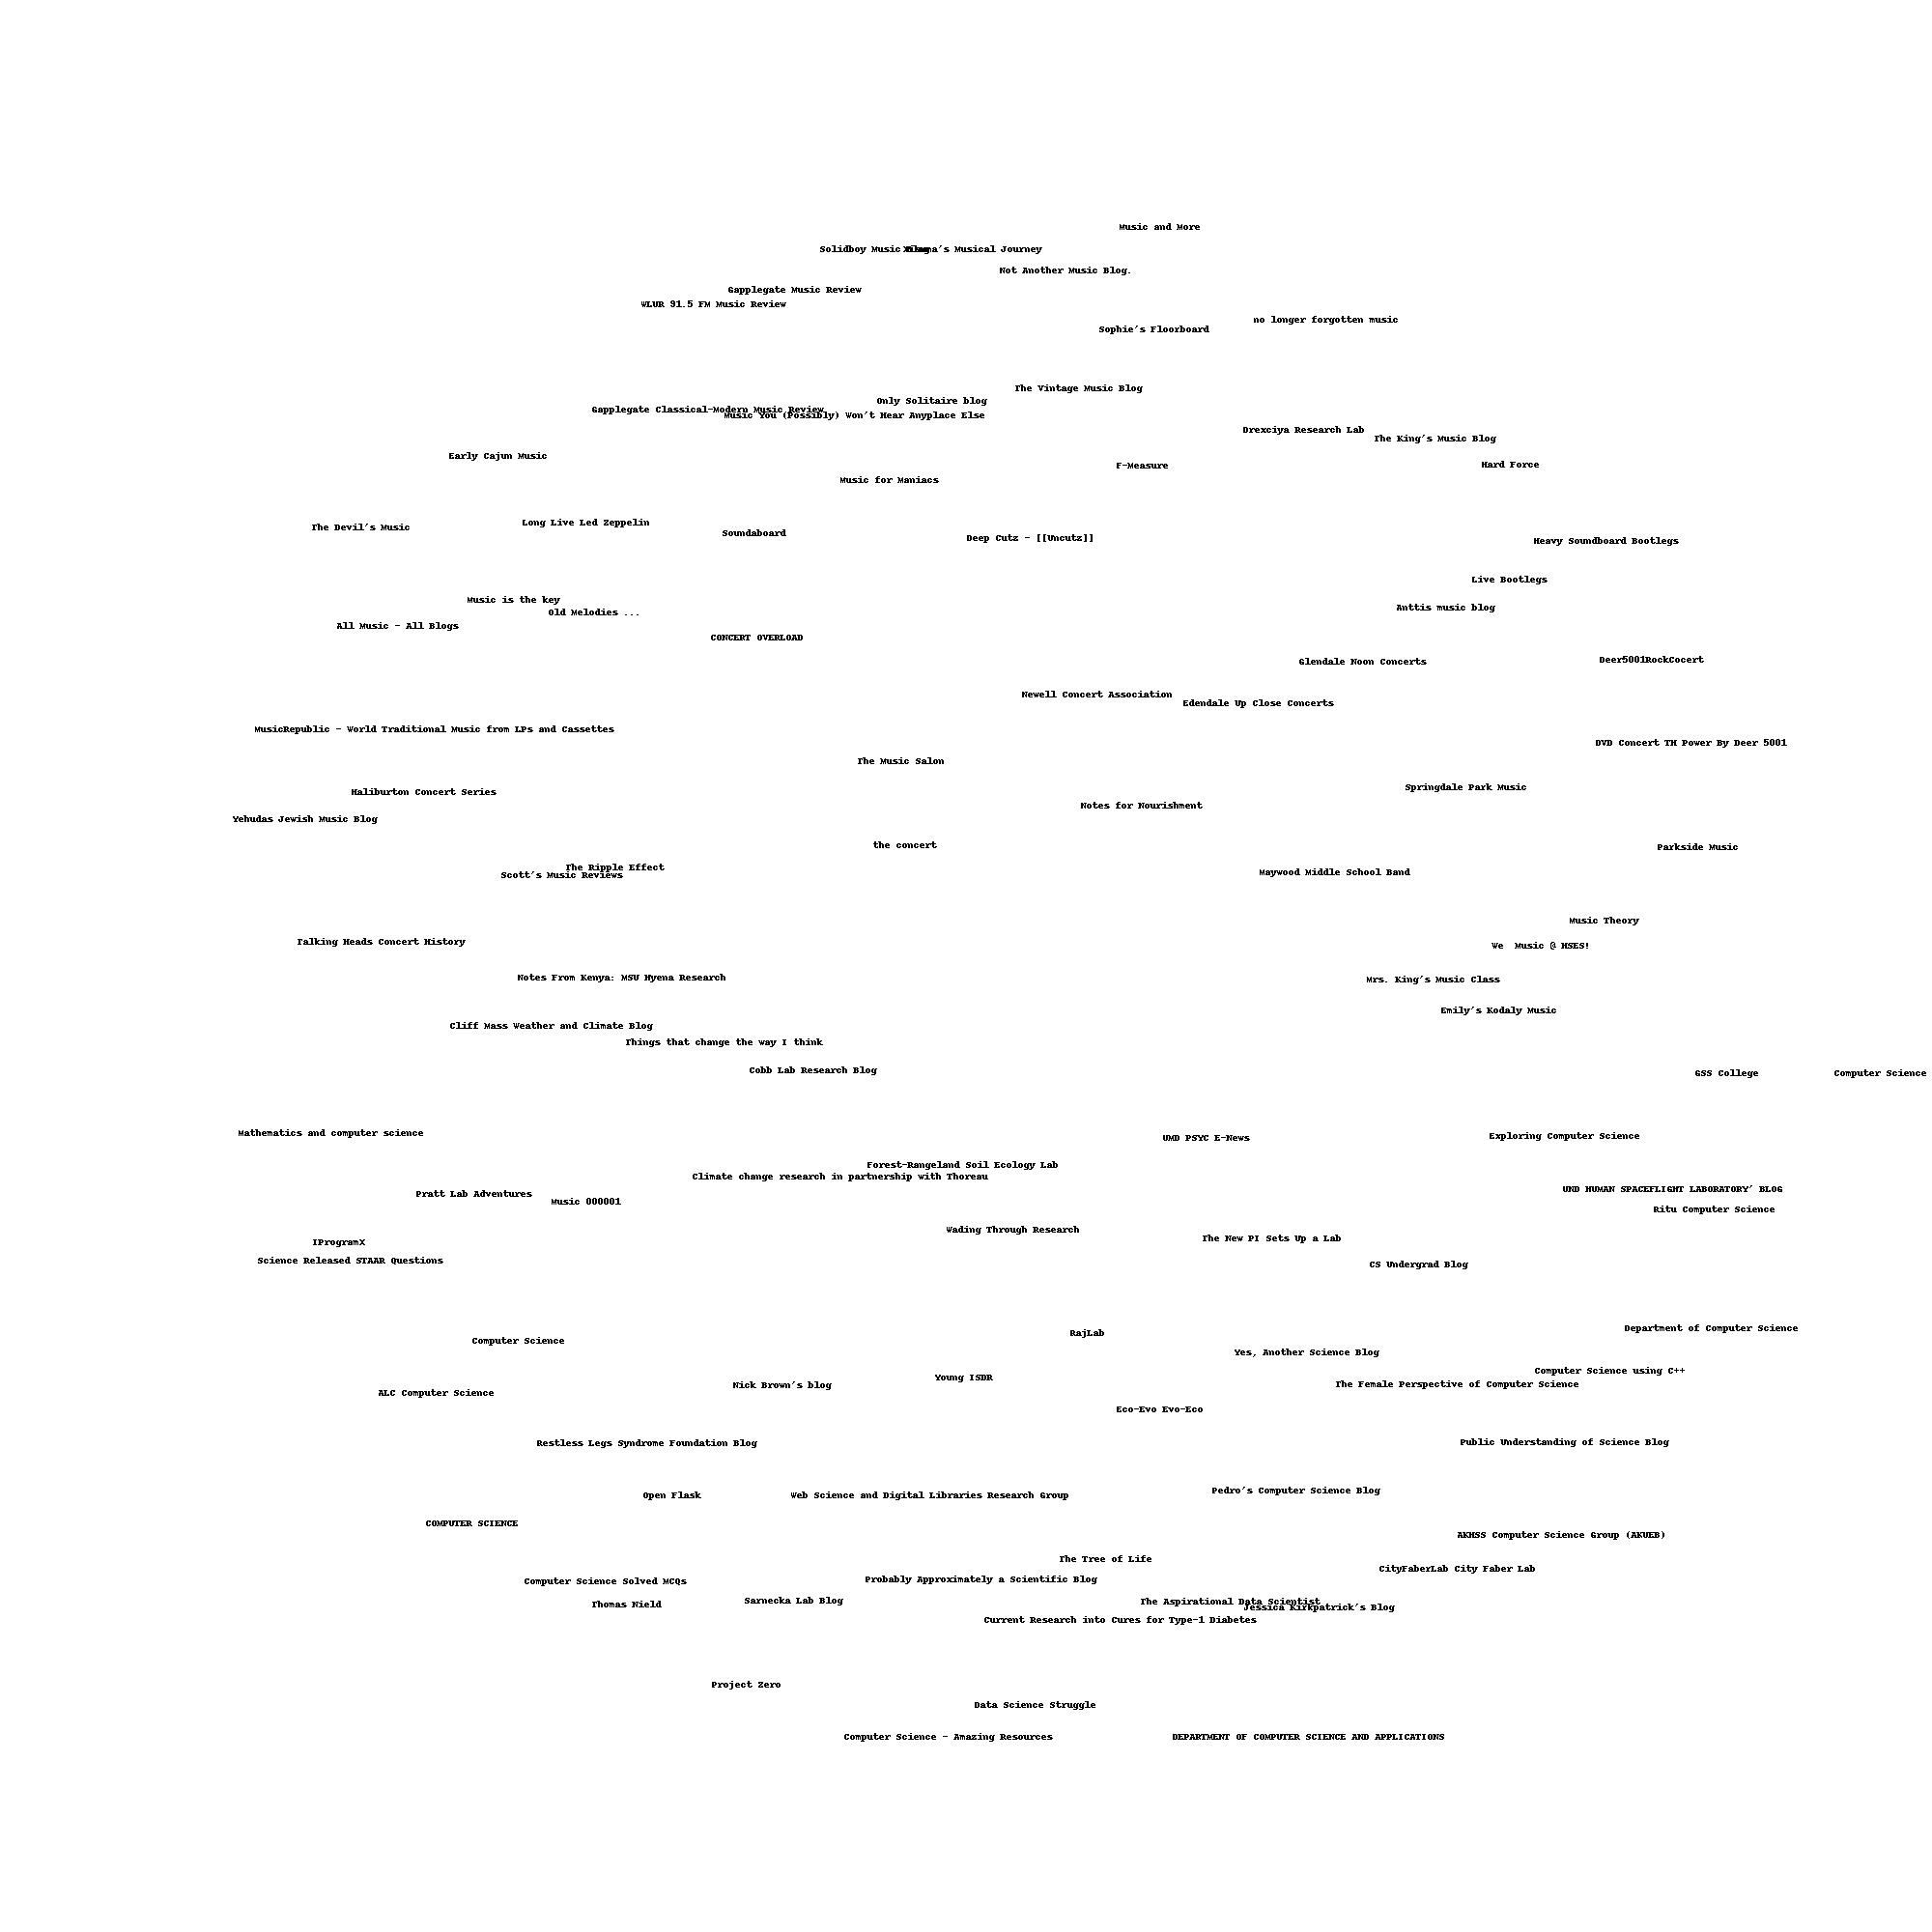 Music and More
Solidboy Music Blog
's Musical Journey
Not Another Music Blog.
Gapplegate Music Review
WLUR 91.5 FM Music Review
no longer forgotten music
Sophie's Floorboard
The Vintage Music Blog
Only Solitaire blog
Gapplegate Classical-Modern Music Review
Music You (Possibly) Won't Hear Anyplace Else
Drexciya Research Lab
The King's Music Blog
Early Cajun Music
F-Measure
Hard Force
Music for Maniacs
Long Live Led Zeppelin
The Devil's Music
Soundaboard
Deep Cutz - [[Uncutz]]
Heavy Soundboard Bootlegs
Live Bootlegs
Music is the key
Anttis music blog
Old Melodies ...
All Music - All Blogs
CONCERT OVERLOAD
Glendale Noon Concerts
Deer5001RockCocert
Newell Concert Association
Edendale Up Close Concerts
MusicRepublic - World Traditional Music from LPs and Cassettes
DVD Concert TH Power By Deer 5001
The Music Salon
Springdale Park Music
Haliburton Concert Series
Notes for Nourishment
Yehudas Jewish Music Blog
the concert
Parkside Music
The Ripple Effect
Maywood Middle School Band
Scott's Music Reviews
Music Theory
Talking Heads Concert History
We  Music @ HSES!
Notes From Kenya: MSU Hyena Research
Mrs. King's Music Class
Emily's Kodaly Music
Cliff Mass Weather and Climate Blog
Things that change the way I think
Cobb Lab Research Blog
GSS College
Computer Science
Mathematics and computer science
Exploring Computer Science
UMD PSYC E-News
Forest-Rangeland Soil Ecology Lab
Climate change research in partnership with Thoreau
UND HUMAN SPACEFLIGHT LABORATORY' BLOG
Pratt Lab Adventures
Music 000001
Ritu Computer Science
Wading Through Research
The New PI Sets Up a Lab
IProgramX
Science Released STAAR Questions
CS Undergrad Blog
Department of Computer Science
RajLab
Computer Science
Yes, Another Science Blog
Computer Science using C++
Young ISDR
The Female Perspective of Computer Science
Nick Brown's blog
ALC Computer Science
Eco-Evo Evo-Eco
Public Understanding of Science Blog
Restless Legs Syndrome Foundation Blog
Pedro's Computer Science Blog
Open Flask
Web Science and Digital Libraries Research Group
COMPUTER SCIENCE
AKHSS Computer Science Group (AKUEB)
The Tree of Life
CityFaberLab City Faber Lab
Probably Approximately a Scientific Blog
Computer Science Solved MCQs
Sarnecka Lab Blog
The Aspirational Data Scientist
Thomas Nield
Jessica Kirkpatrick's Blog
Current Research into Cures for Type-1 Diabetes
Project Zero
Data Science Struggle
Computer Science - Amazing Resources
DEPARTMENT OF COMPUTER SCIENCE AND APPLICATIONS